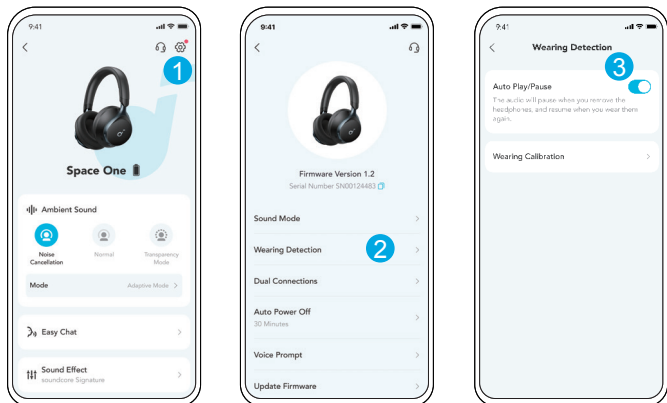 9:41
1
Space One
Ambient Sound
Noise Cancellation
Normal
Transparency Mode
Mode
Adaptive Mode
Easy Chat
Sound Effect
soundcore Signature
9:41
Firmware Version 1.2
Serial Number SN00124483
Sound Mode
Wearing Detection
2
Dual Connections
Auto Power Off
30 Minutes
Voice Prompt
Update Firmware
9:41
Wearing Detection
3
Auto Play/Pause
The audio will pause when you remove the
headphones, and resume when you wear them
again.
Wearing Calibration